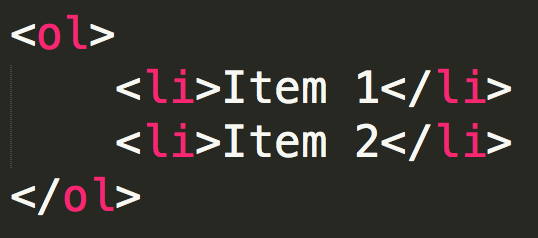 <ol>
    <li>Item 1</li>
    <li>Item 2</li>
</ol>